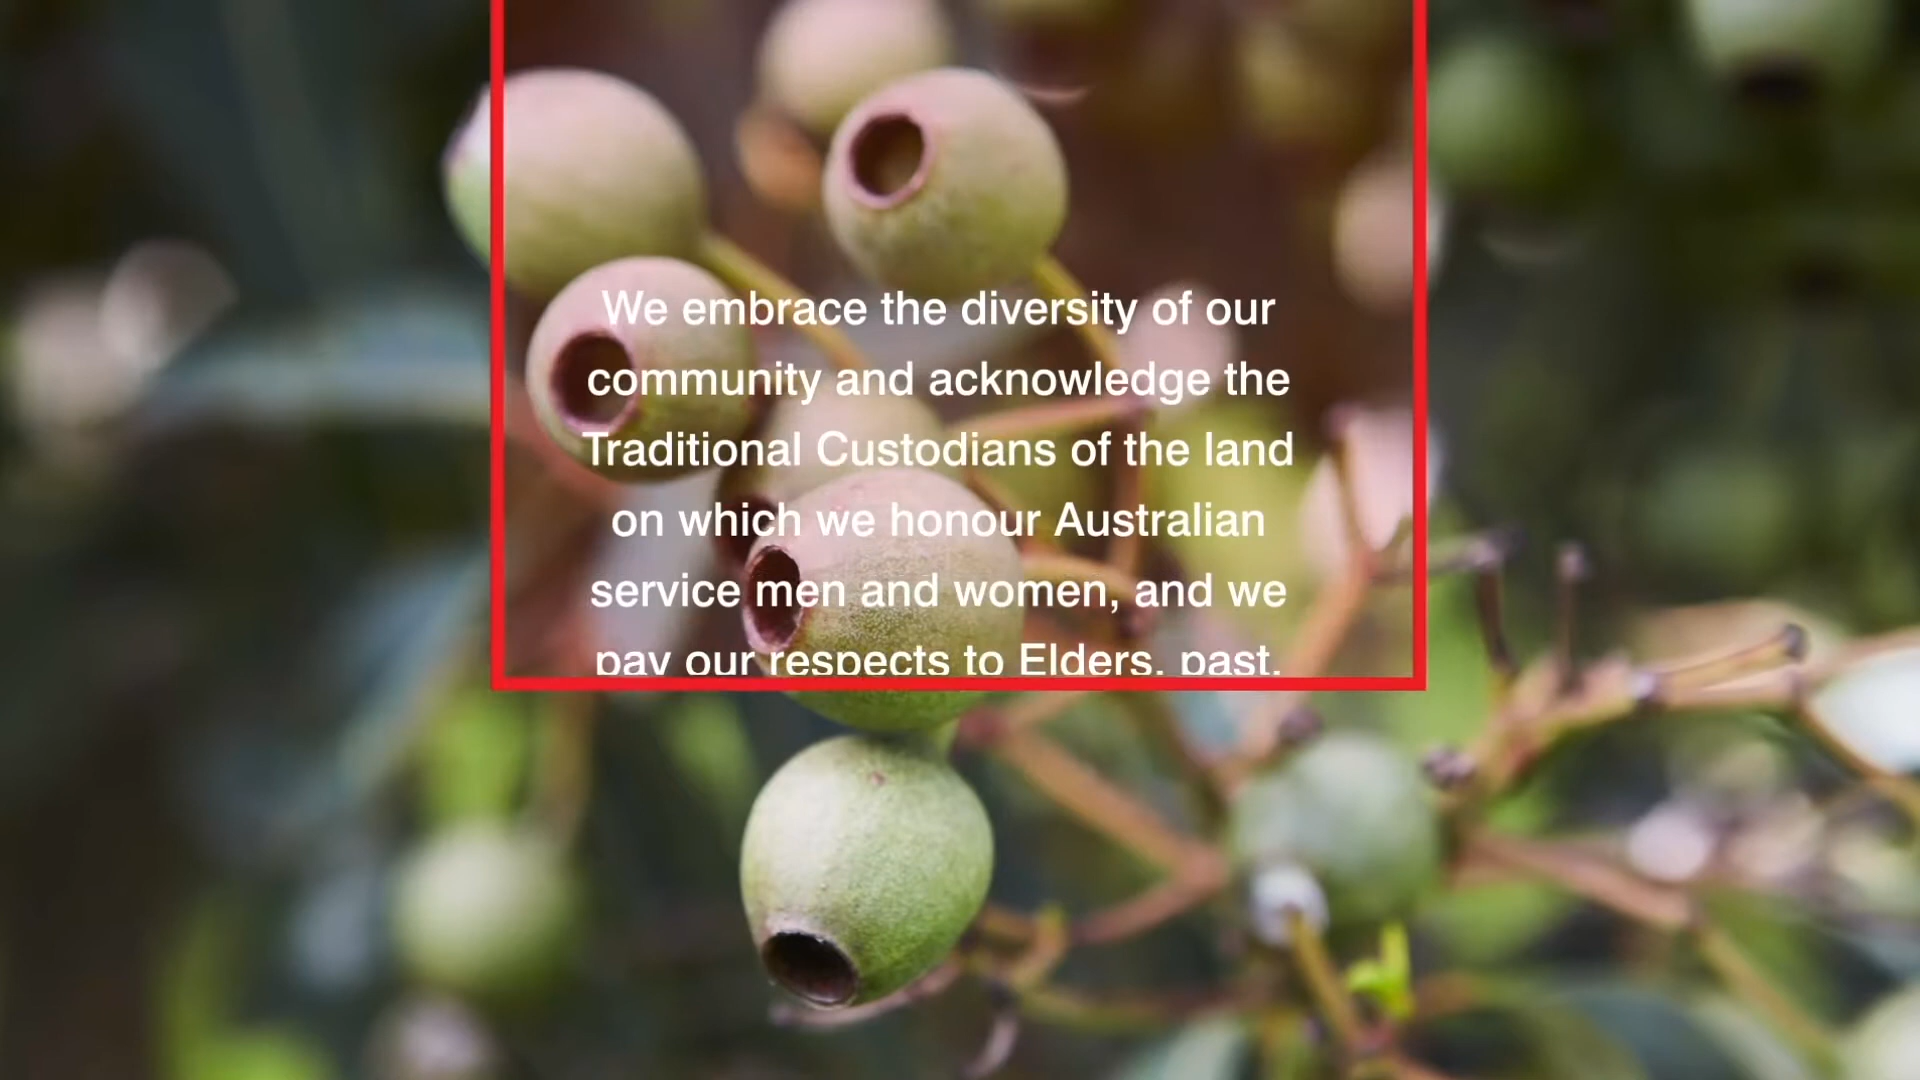 We embrace the diversity of our
community and acknowledge the
Traditional Custodians of the land
on which we honour Australian
service men and women, and we
pay our respects to Elders, past,